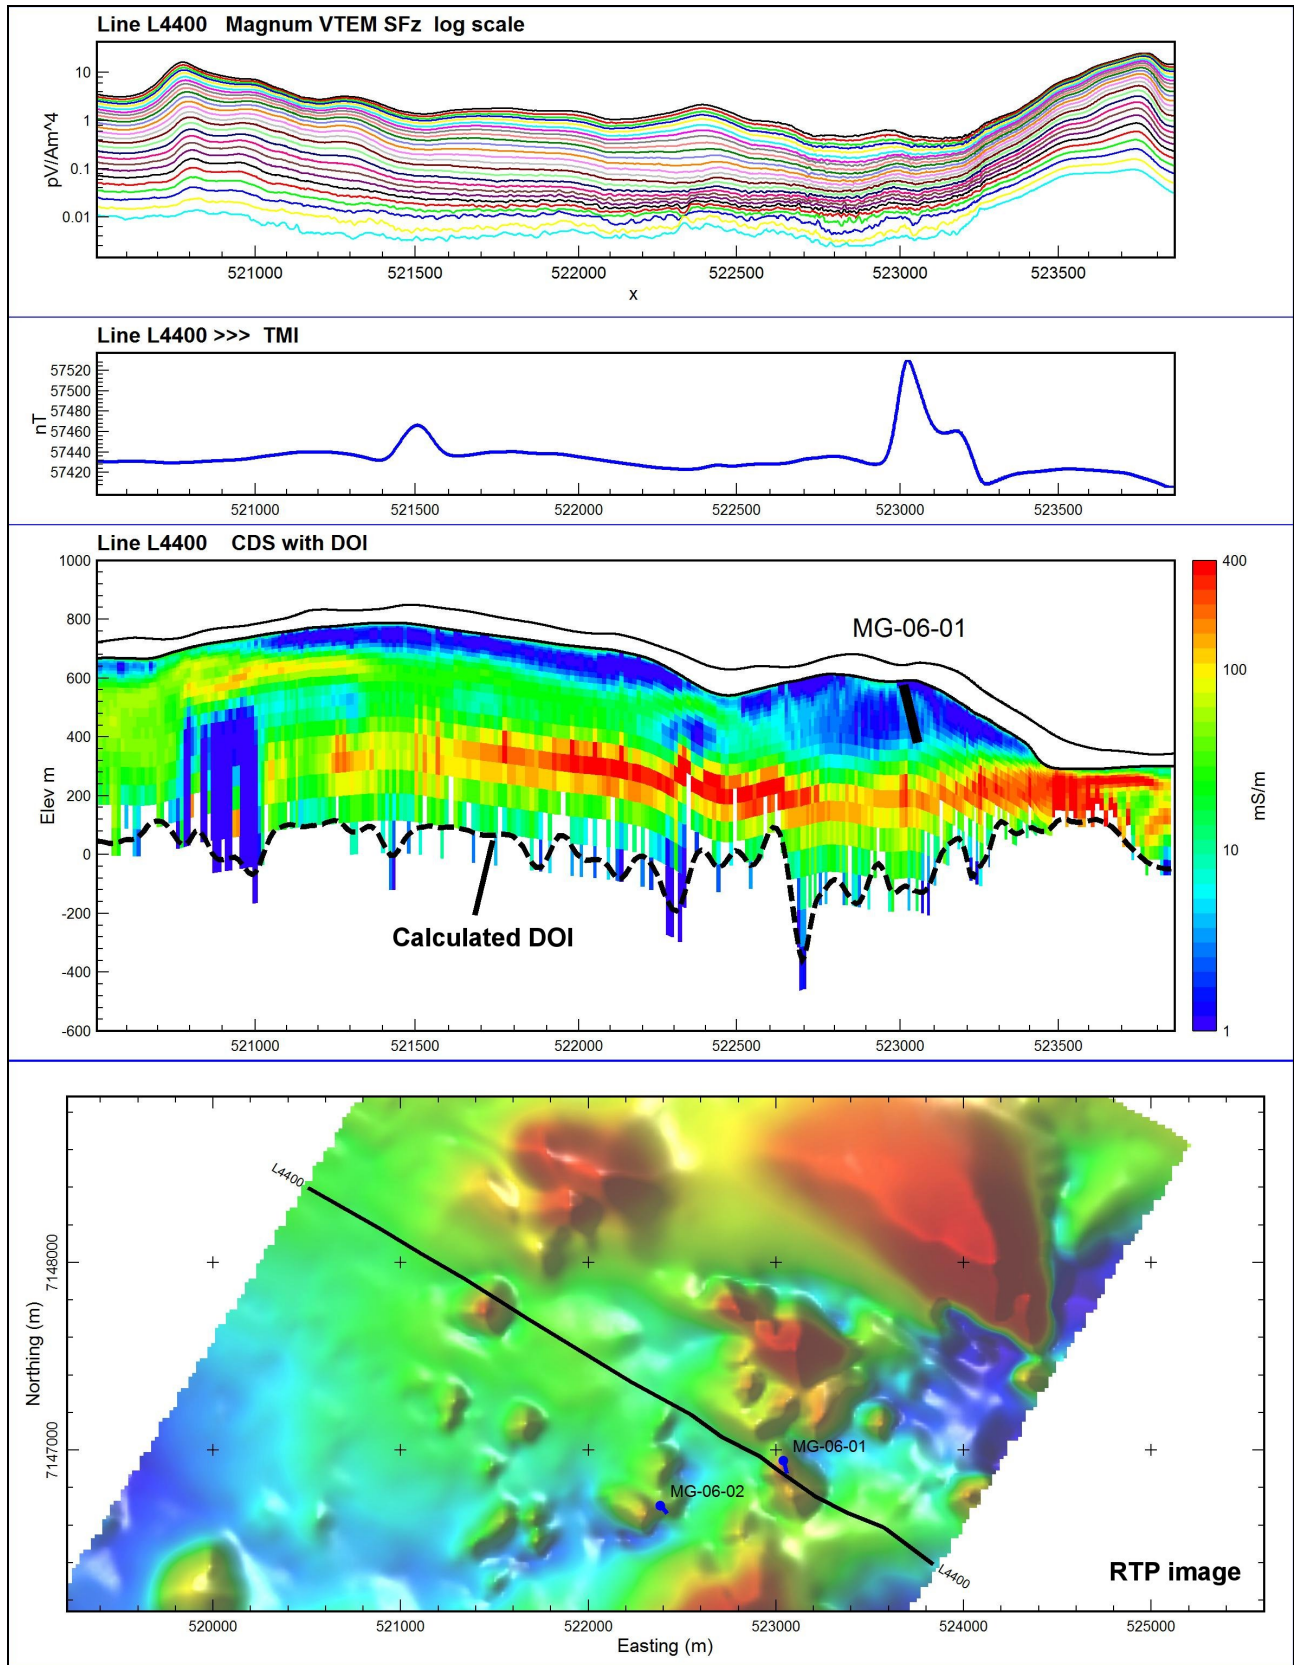 Line L4400 Magnum VTEM SFz log scale
10
1
0.1
0.01
pV/Am^4
521000 521500 522000 522500 523000 523500
x
Line L4400 >>> TMI
57520
57500
57480
57460
57440
57420
nT
521000 521500 522000 522500 523000 523500
Line L4400 CDS with DOI
1000
800
600
400
200
0
-200
-400
-600
Elev m
MG-06-01
Calculated DOI
521000 521500 522000 522500 523000 523500
400
100
10
1
mS/m
L4400
7148000
7147000
Northing (m)
MG-06-01
MG-06-02
L4400
RTP image
520000 521000 522000 523000 524000 525000
Easting (m)